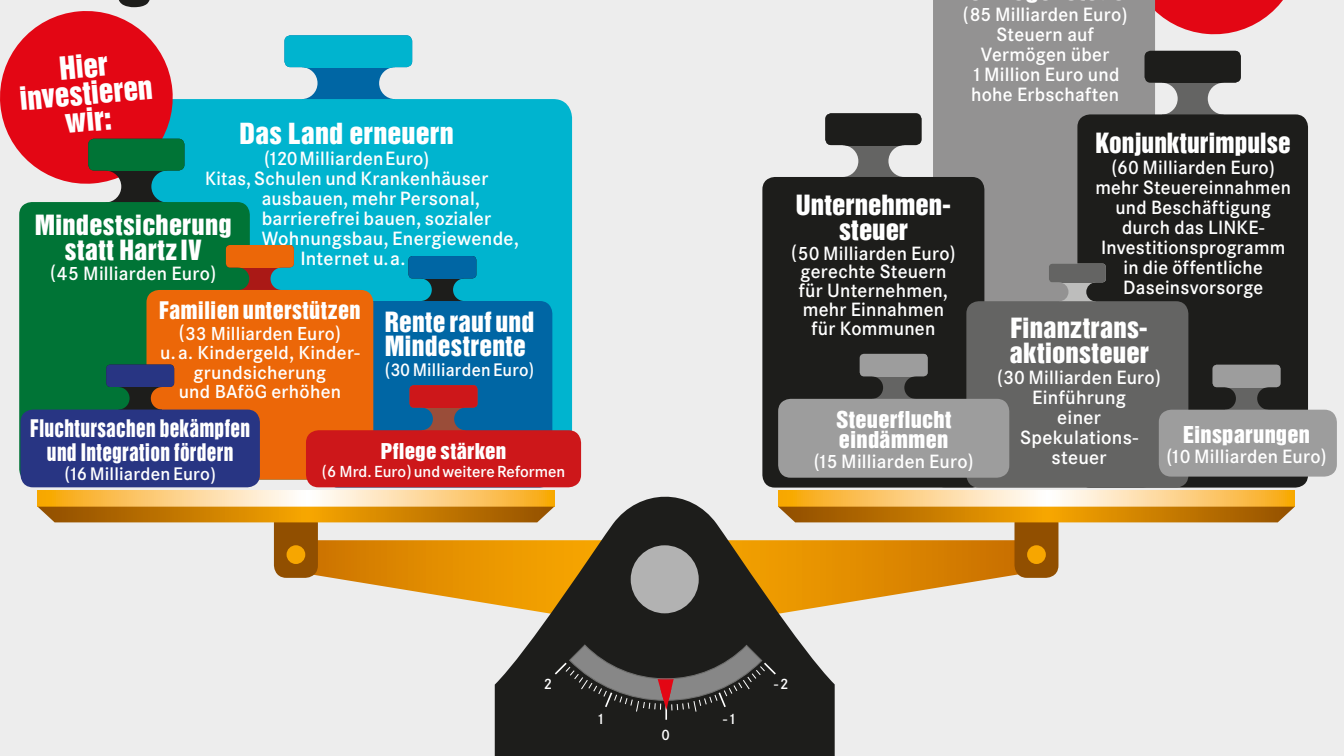 Hier
investieren
wir:
Das Land erneuern
(120 Milliarden Euro)
Kitas, Schulen und Krankenhäuser
ausbauen, mehr Personal,
barrierefrei bauen, sozialer
Wohnungsbau, Energiewende,
Internet u. a.
Mindestsicherung
statt Hartz IV
(45 Milliarden Euro)
Familien unterstützen
(33 Milliarden Euro)
u. a. Kindergeld, Kinder-
grundsicherung
und BAföG erhöhen
Rente rauf und
Mindestrente
(30 Milliarden Euro)
Fluchtursachen bekämpfen
und Integration fördern
(16 Milliarden Euro)
Pflege stärken
(6 Mrd. Euro) und weitere Reformen
(85 Milliarden Euro)
Steuern auf
Vermögen über
1 Million Euro und
hohe Erbschaften
Konjunkturimpulse
(60 Milliarden Euro)
mehr Steuereinnahmen
und Beschäftigung
durch das LINKE-
Investitionsprogramm
in die öffentliche
Daseinsvorsorge
Unternehmen-
steuer
(50 Milliarden Euro)
gerechte Steuern
für Unternehmen,
mehr Einnahmen
für Kommunen
Finanztrans-
aktionsteuer
(30 Milliarden Euro)
Einführung
einer
Spekulations-
steuer
Steuerflucht
eindämmen
(15 Milliarden Euro)
Einsparungen
(10 Milliarden Euro)
2
1
0
-1
-2